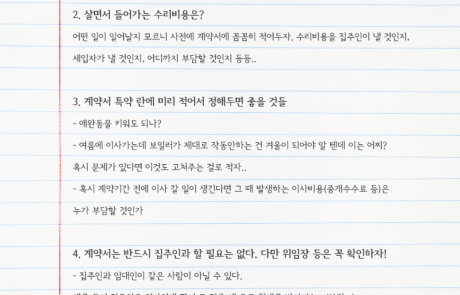 2. 살면서 들어가는 수리비용은?
어떤 일이 일어날지 모르니 사전에 계약서에 꼼꼼히 적어두자. 수리비용을 집주인이 낼 것인지,
세입자가 낼 것인지, 어디까지 부담할 것인지 등등..
3. 계약서 특약 란에 미리 적어서 정해두면 좋을 것들
- 애완동물 키워도 되나?
- 여름에 이사가는데 보일러가 제대로 작동안하는 건 겨울이 되어야 알 텐데 이는 어찌?
혹시 문제가 있다면 이것도 고쳐주는 걸로 적자..
- 혹시 계약기간 전에 이사 갈 일이 생긴다면 그 때 발생하는 이사비용(중개수수료 등)은
누가 부담할 것인가
4. 계약서는 반드시 집주인과 할 필요는 없다. 다만 위임장 등은 꼭 확인하자!
- 집주인과 임대인이 같은 사람이 아닐 수 있다.